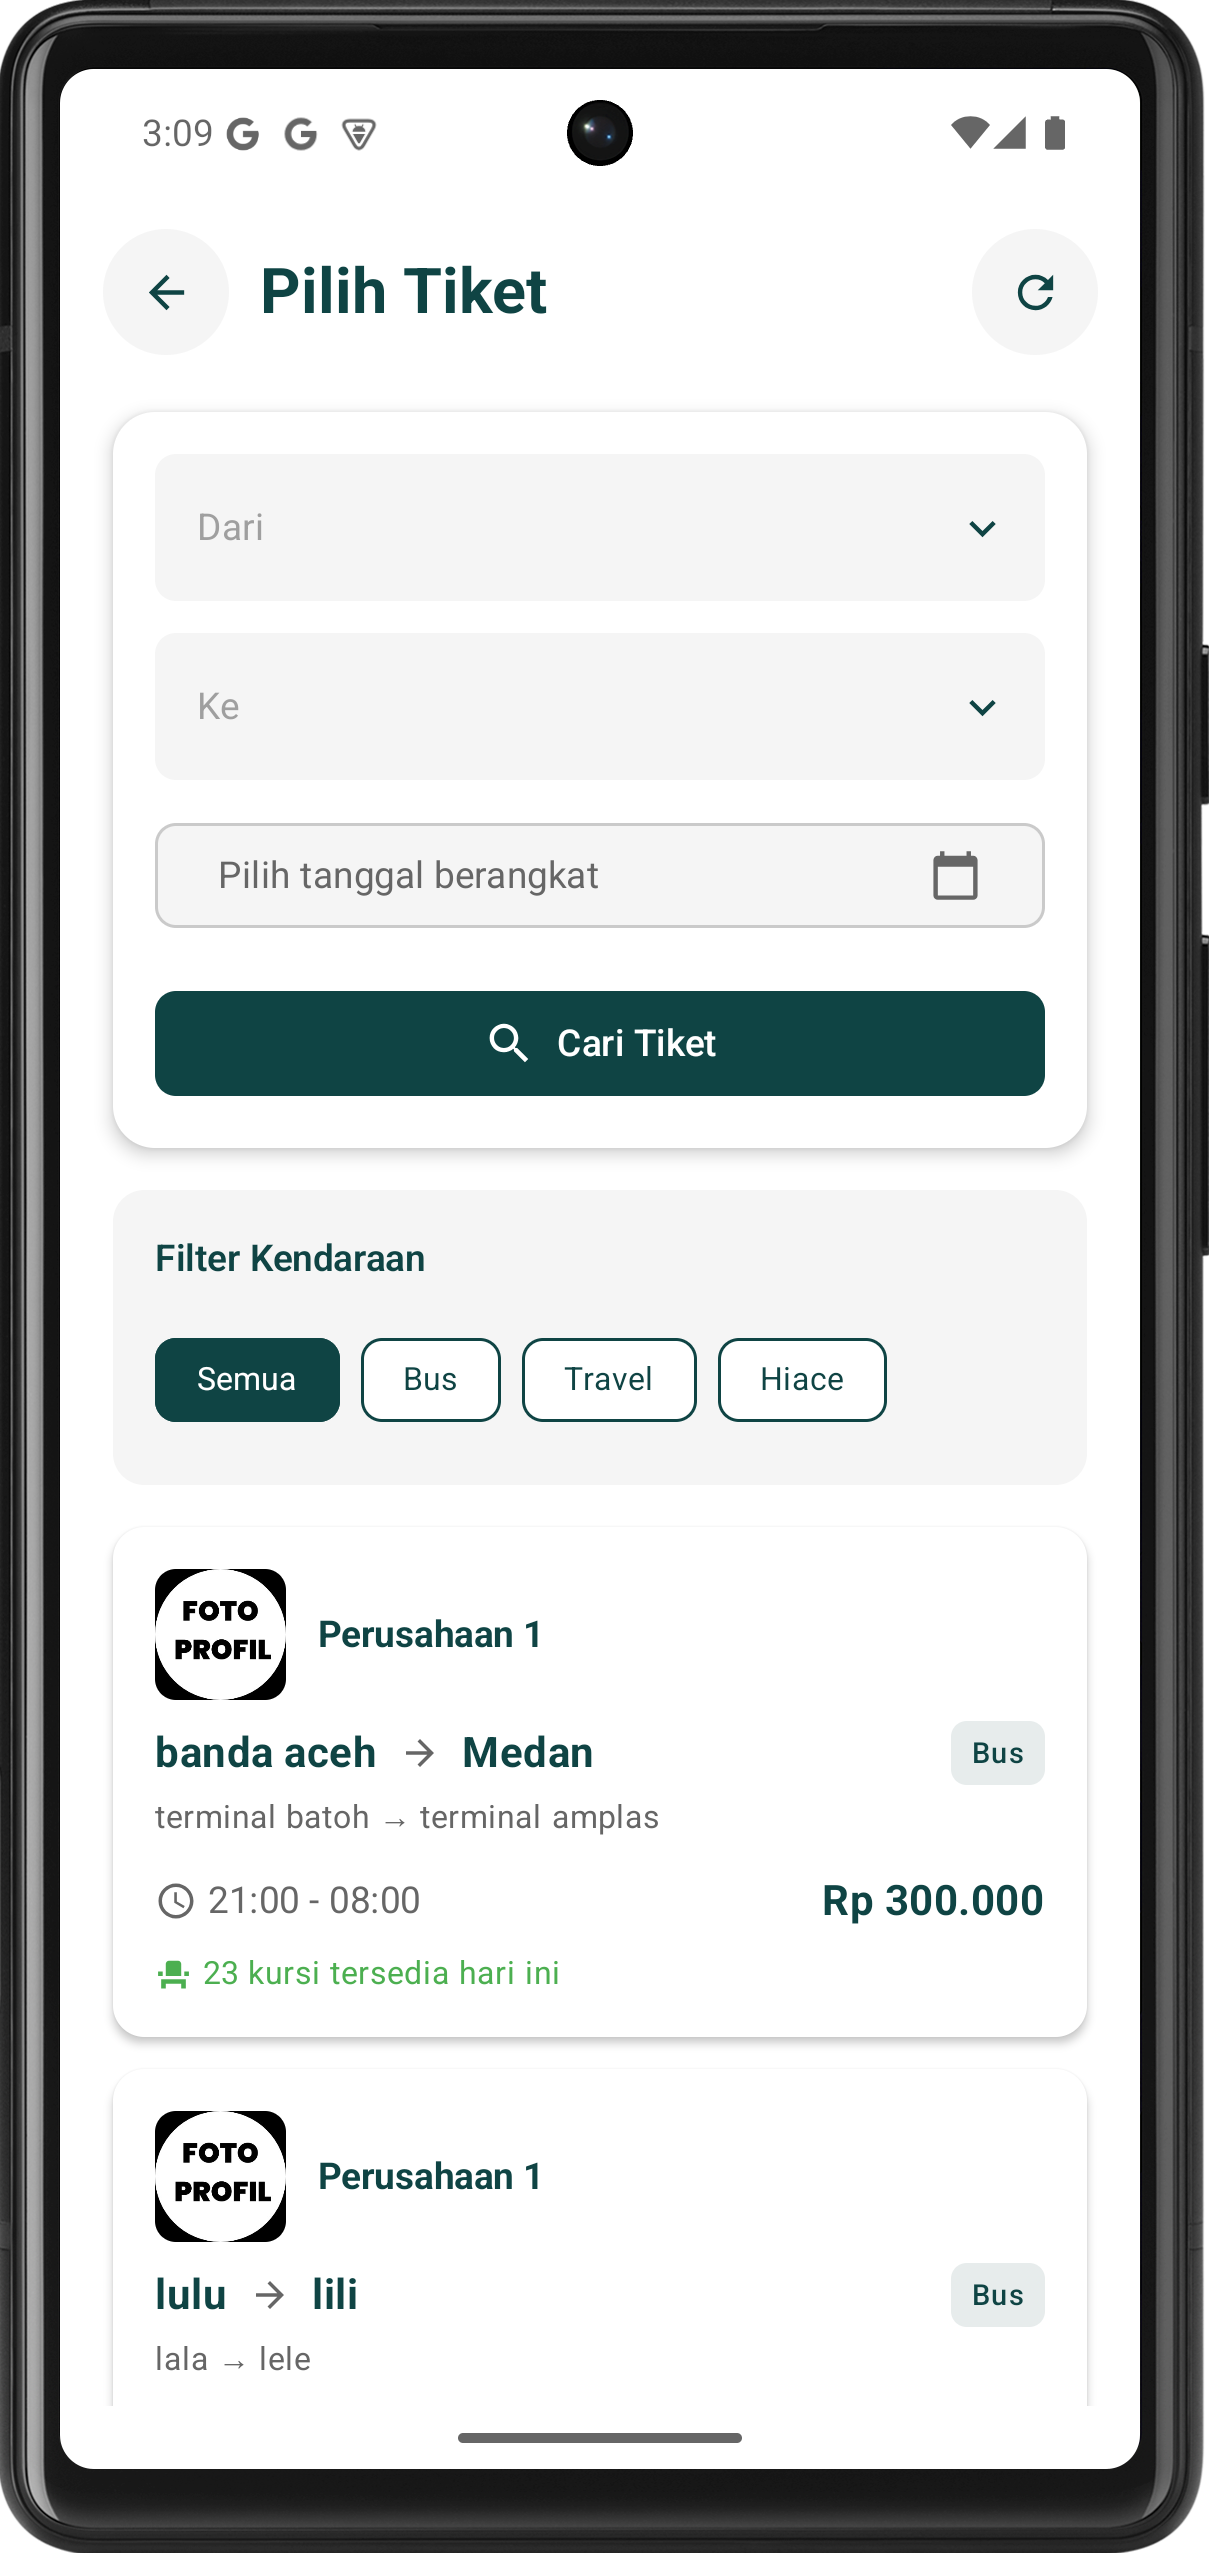 3:09
Pilih Tiket
Dari
Ke
Pilih tanggal berangkat
Cari Tiket
Filter Kendaraan
Semua Bus Travel Hiace
FOTO
PROFIL
Perusahaan 1
banda aceh → Medan Bus
terminal batoh → terminal amplas
21:00 - 08:00 Rp 300.000
23 kursi tersedia hari ini
FOTO
PROFIL
Perusahaan 1
lulu → lili Bus
lala → lele